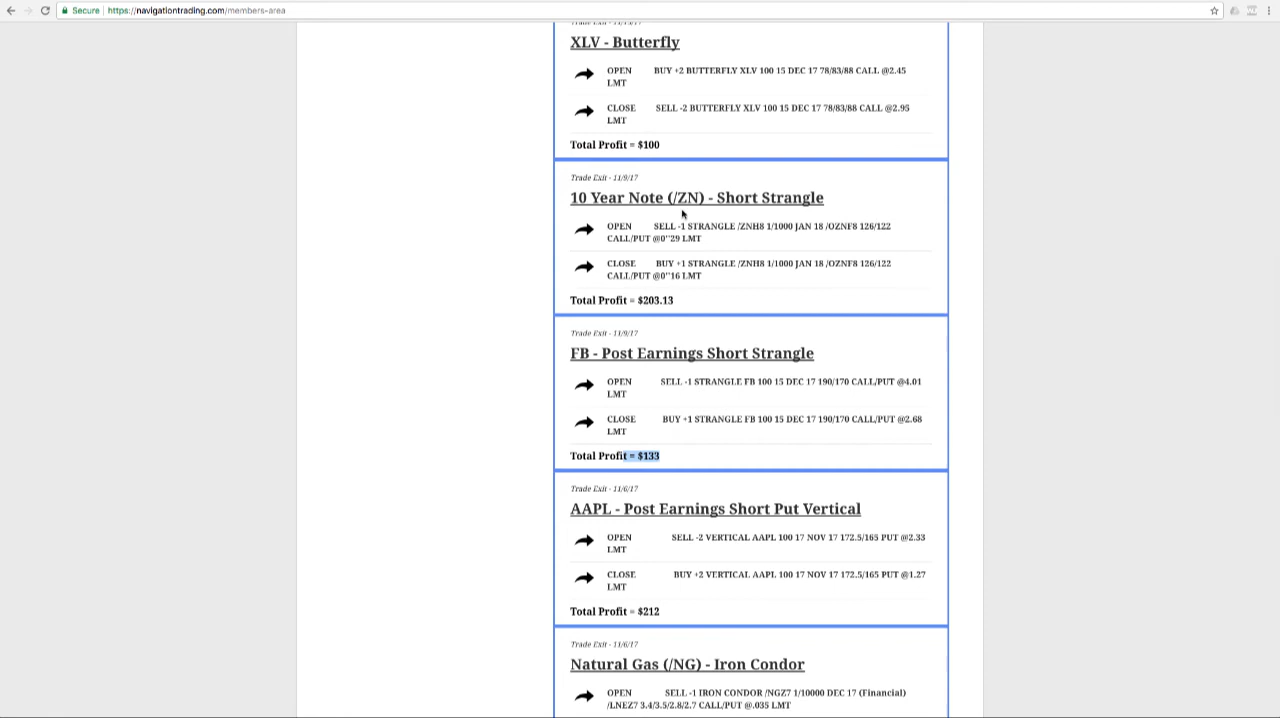 Secure
https://navigationtrading.com/members-area
XLV - Butterfly
OPEN BUY +2 BUTTERFLY XLV 100 15 DEC 17 78/83/88 CALL @2.45
LMT
CLOSE SELL -2 BUTTERFLY XLV 100 15 DEC 17 78/83/88 CALL @2.95
LMT
Total Profit = $100
Trade Exit - 11/9/17
10 Year Note (/ZN) - Short Strangle
OPEN SELL -1 STRANGLE /ZNH8 1/1000 JAN 18 /OZNF8 126/122
CALL/PUT @0"29 LMT
CLOSE BUY +1 STRANGLE /ZNH8 1/1000 JAN 18 /OZNF8 126/122
CALL/PUT @0"16 LMT
Total Profit = $203.13
Trade Exit - 11/9/17
FB - Post Earnings Short Strangle
OPEN SELL -1 STRANGLE FB 100 15 DEC 17 190/170 CALL/PUT @4.01
LMT
CLOSE BUY +1 STRANGLE FB 100 15 DEC 17 190/170 CALL/PUT @2.68
LMT
Total Profit = $133
Trade Exit - 11/6/17
AAPL - Post Earnings Short Put Vertical
OPEN SELL -2 VERTICAL AAPL 100 17 NOV 17 172.5/165 PUT @2.33
LMT
CLOSE BUY +2 VERTICAL AAPL 100 17 NOV 17 172.5/165 PUT @1.27
LMT
Total Profit = $212
Trade Exit - 11/6/17
Natural Gas (/NG) - Iron Condor
OPEN SELL -1 IRON CONDOR /NGZ7 1/10000 DEC 17 (Financial)
/LNEZ7 3.4/3.5/2.8/2.7 CALL/PUT @.035 LMT